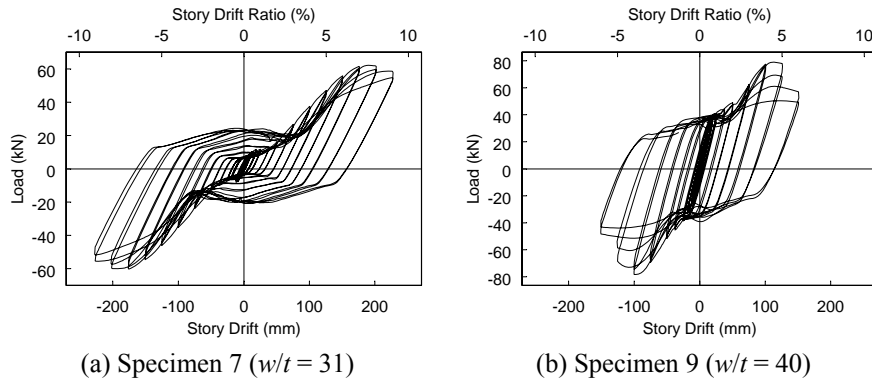 Story Drift Ratio (%)
-10 -5 0 5 10
60
40
20
0
-20
-40
-60
Load (kN)
-200 -100 0 100 200
Story Drift (mm)
(a) Specimen 7 (w/t = 31)
Story Drift Ratio (%)
-10 -5 0 5 10
80
60
40
20
0
-20
-40
-60
-80
Load (kN)
-200 -100 0 100 200
Story Drift (mm)
(b) Specimen 9 (w/t = 40)